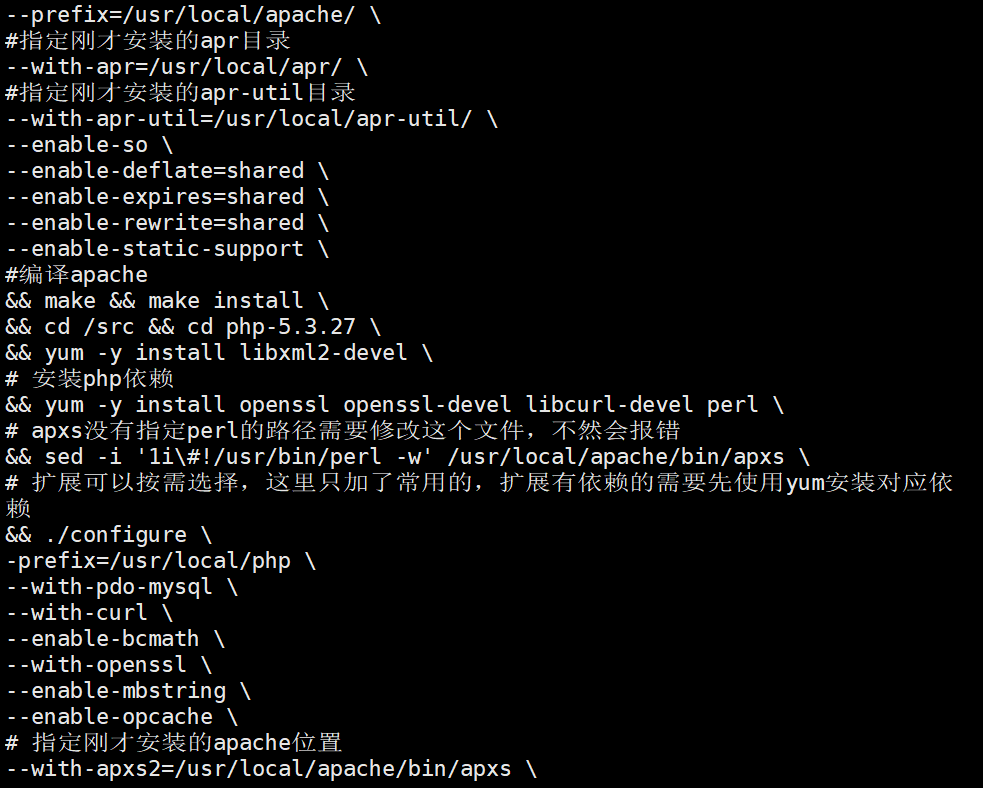 --prefix=/usr/local/apache/ \
#指定刚才安装的apr目录
--with-apr=/usr/local/apr/ \
#指定刚才安装的apr-util目录
--with-apr-util=/usr/local/apr-util/ \
--enable-so \
--enable-deflate=shared \
--enable-expires=shared \
--enable-rewrite=shared \
--enable-static-support \
#编译apache
&& make && make install \
&& cd /src && cd php-5.3.27 \
&& yum -y install libxml2-devel \
# 安装php依赖
&& yum -y install openssl openssl-devel libcurl-devel perl \
# apxs没有指定perl的路径需要修改这个文件，不然会报错
&& sed -i '1i\#!/usr/bin/perl -w' /usr/local/apache/bin/apxs \
# 扩展可以按需选择，这里只加了常用的，扩展有依赖的需要先使用yum安装对应依
赖
&& ./configure \
-prefix=/usr/local/php \
--with-pdo-mysql \
--with-curl \
--enable-bcmath \
--with-openssl \
--enable-mbstring \
--enable-opcache \
# 指定刚才安装的apache位置
--with-apxs2=/usr/local/apache/bin/apxs \